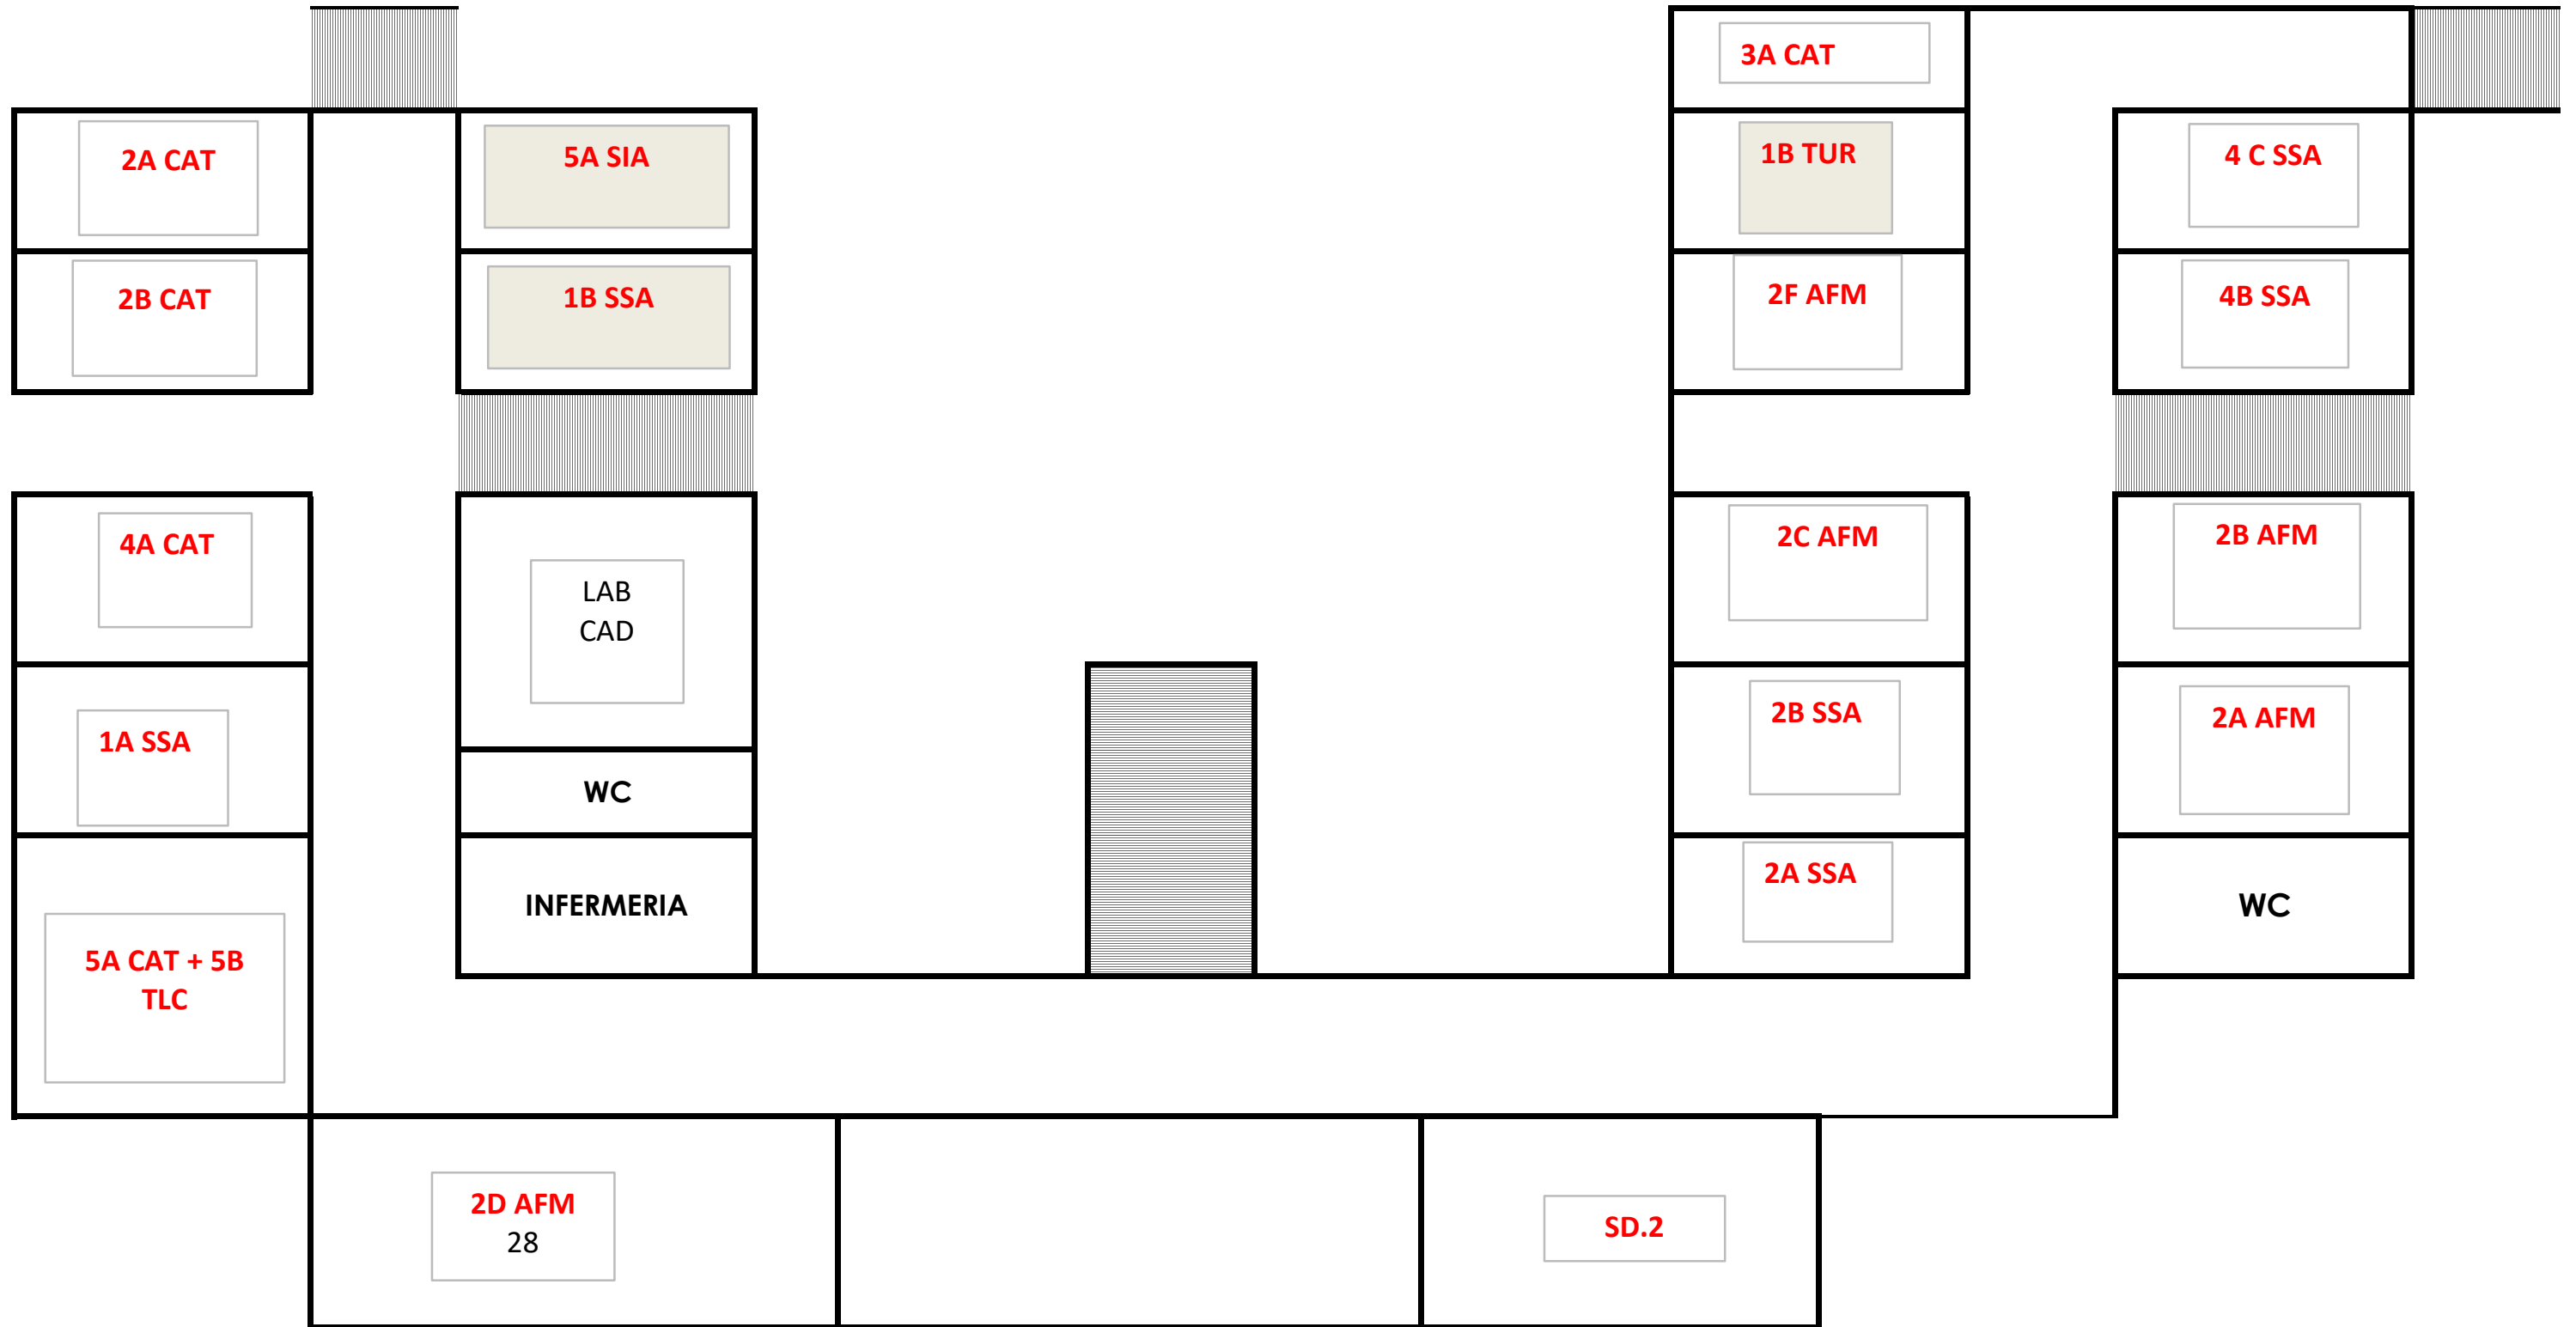 3A CAT
2A CAT
5A SIA
1B TUR
4 C SSA
2B CAT
1B SSA
2F AFM
4B SSA
4A CAT
LAB
CAD
2C AFM
2B AFM
1A SSA
WC
2B SSA
2A AFM
5A CAT + 5B
TLC
INFERMERIA
2A SSA
WC
2D AFM
28
SD.2